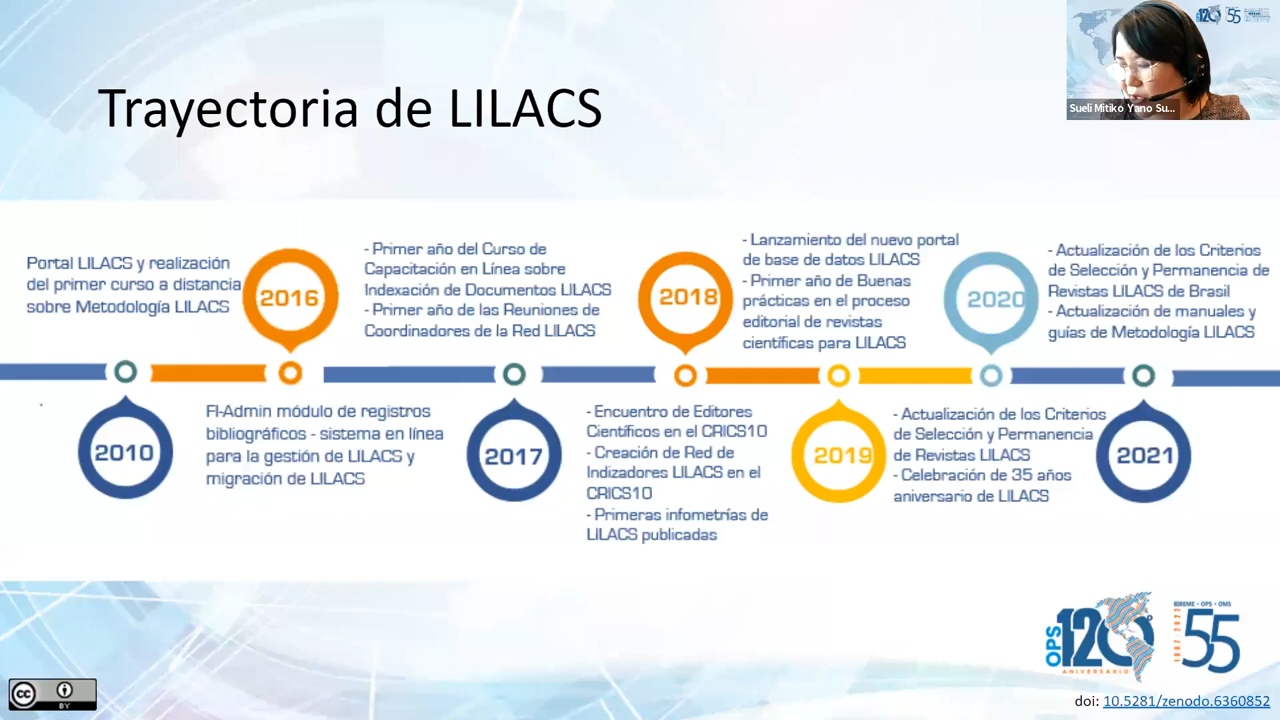 Trayectoria de LILACS
Sueli Mitiko Yano Su...
Portal LILACS y realización
del primer curso a distancia
sobre Metodología LILACS
2016
- Primer año del Curso de
Capacitación en Línea sobre
Indexación de Documentos LILACS
- Primer año de las Reuniones de
Coordinadores de la Red LILACS
2018
- Lanzamiento del nuevo portal
de base de datos LILACS
- Primer año de Buenas
prácticas en el proceso
editorial de revistas
científicas para LILACS
2020
- Actualización de los Criterios
de Selección y Permanencia de
Revistas LILACS de Brasil
- Actualización de manuales y
guías de Metodología LILACS
2010
FI-Admin módulo de registros
bibliográficos - sistema en línea
para la gestión de LILACS y
migración de LILACS
2017
- Encuentro de Editores
Científicos en el CRICS10
- Creación de Red de
Indizadores LILACS en el
CRICS10
- Primeras infometrías de
LILACS publicadas
2019
- Actualización de los Criterios
de Selección y Permanencia
de Revistas LILACS
- Celebración de 35 años
aniversario de LILACS
2021
OPS 120
ANIVERSARIO
BIREME • OPS • OMS
1967 2022
55
cc BY
doi: 10.5281/zenodo.6360852